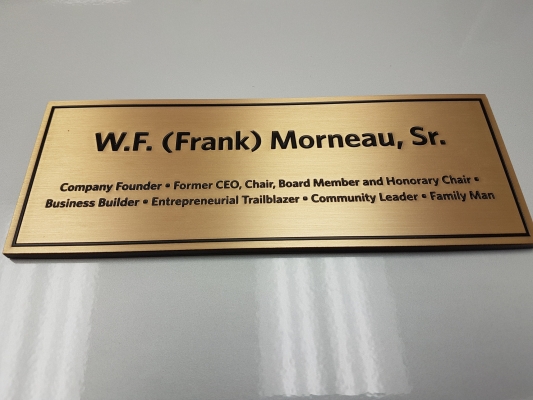 W.F. (Frank) Morneau, Sr.
Company Founder • Former CEO, Chair, Board Member and Honorary Chair •
Business Builder • Entrepreneurial Trailblazer • Community Leader • Family Man